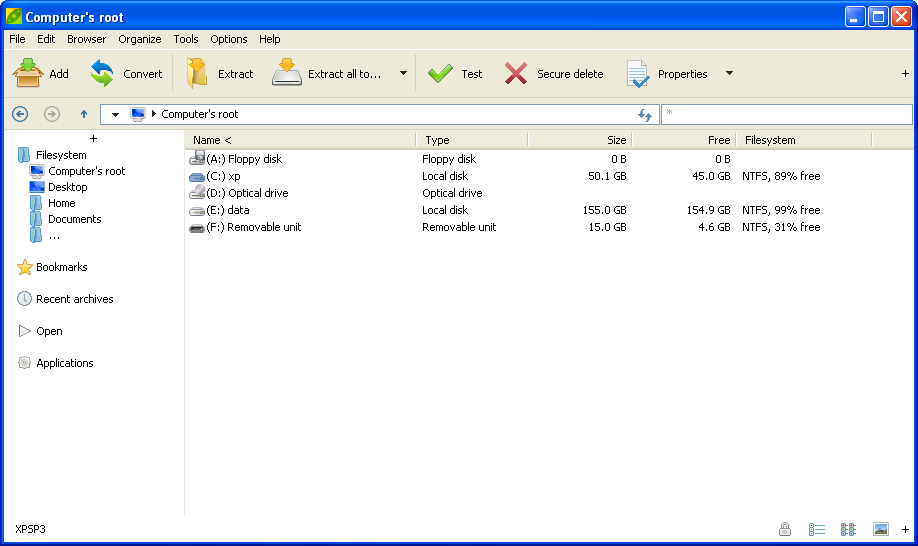 Computer's root
File Edit Browser Organize Tools Options Help
Add Convert Extract Extract all to... Test Secure delete Properties +
Computer's root *
+
Name < Type Size Free Filesystem
Filesystem
Computer's root
Desktop
Home
Documents
...
Bookmarks
Recent archives
Open
Applications
(A:) Floppy disk Floppy disk 0 B 0 B
(C:) xp Local disk 50.1 GB 45.0 GB NTFS, 89% free
(D:) Optical drive Optical drive
(E:) data Local disk 155.0 GB 154.9 GB NTFS, 99% free
(F:) Removable unit Removable unit 15.0 GB 4.6 GB NTFS, 31% free
XPSP3 +